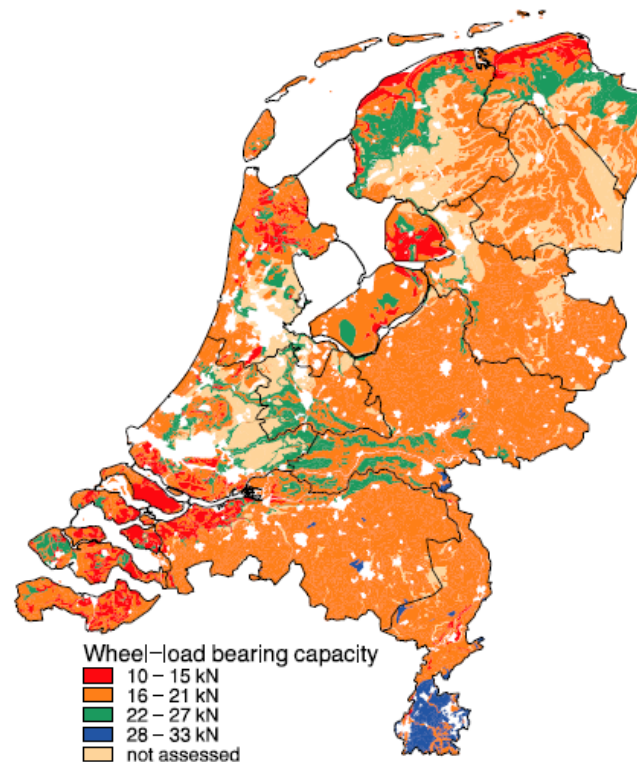 Wheel-load bearing capacity
10 – 15 kN
16 – 21 kN
22 – 27 kN
28 – 33 kN
not assessed